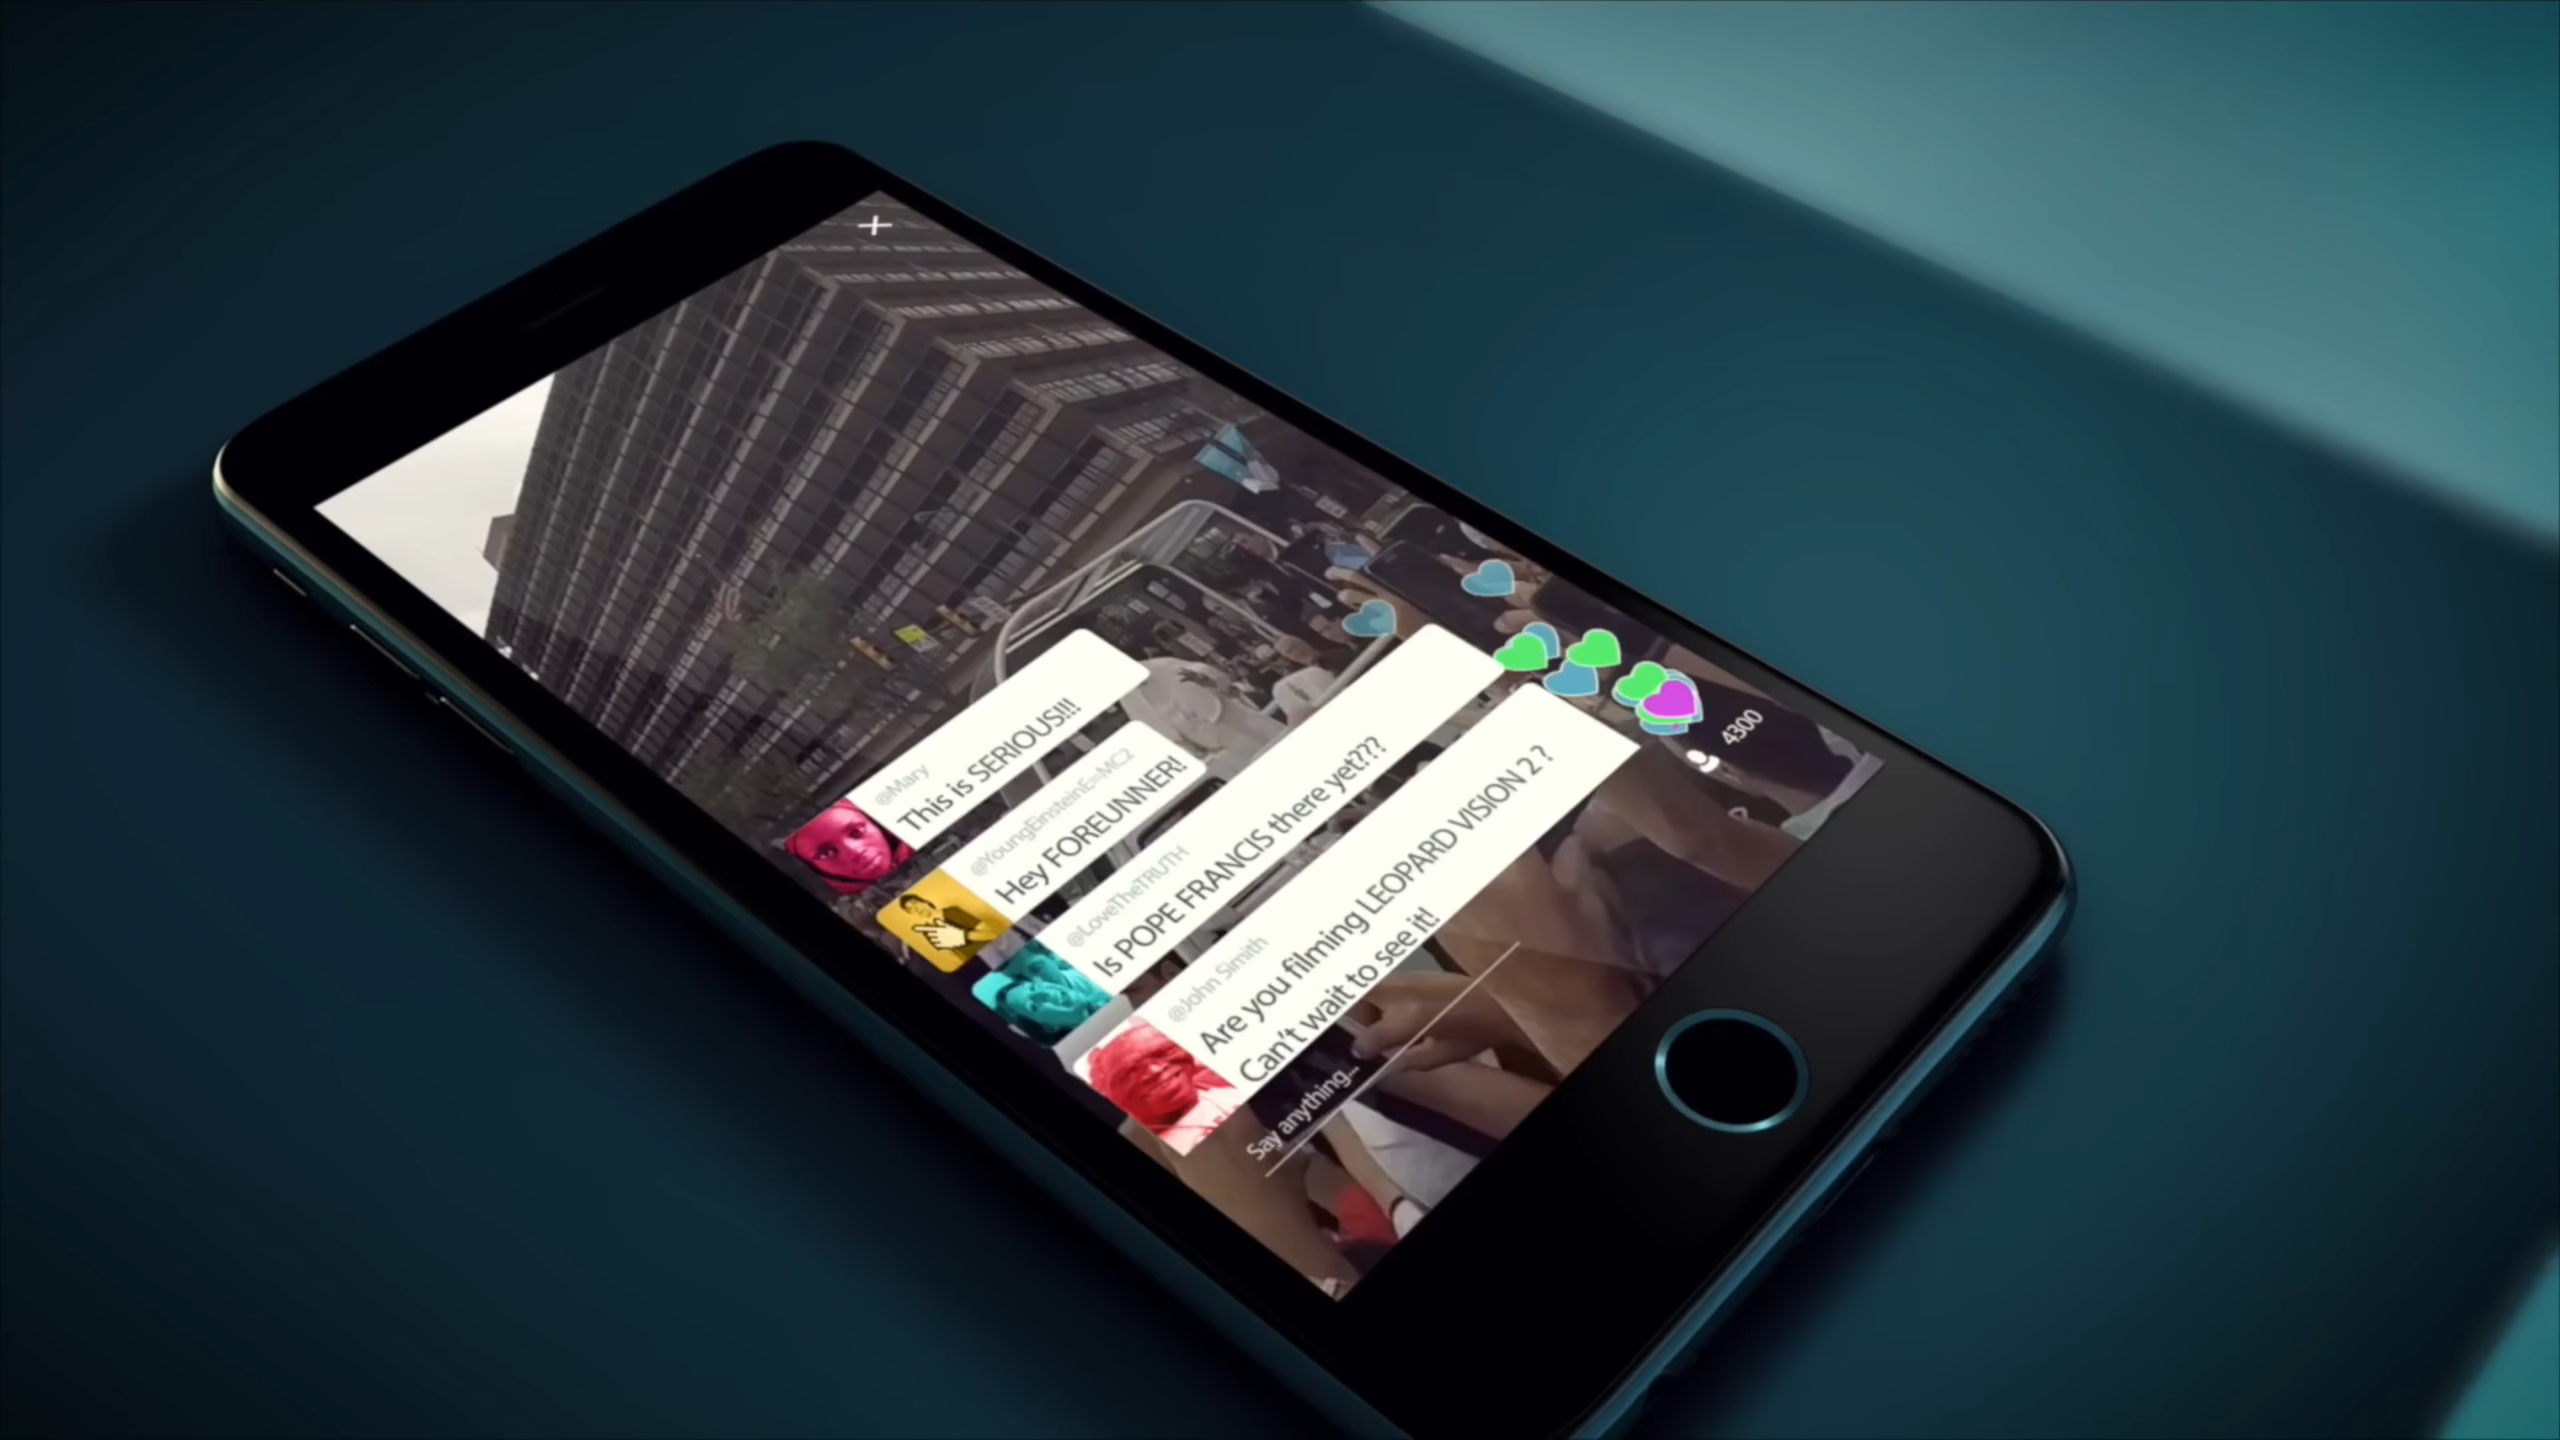 @Mary
This is SERIOUS!!!
@YoungEinsteinE=MC2
Hey FOREUNNER!
@LoveTheTRUTH
Is POPE FRANCIS there yet???
@John Simith
Are you filming LEOPARD VISION 2 ?
Can't wait to see it!
Say anything...
4300